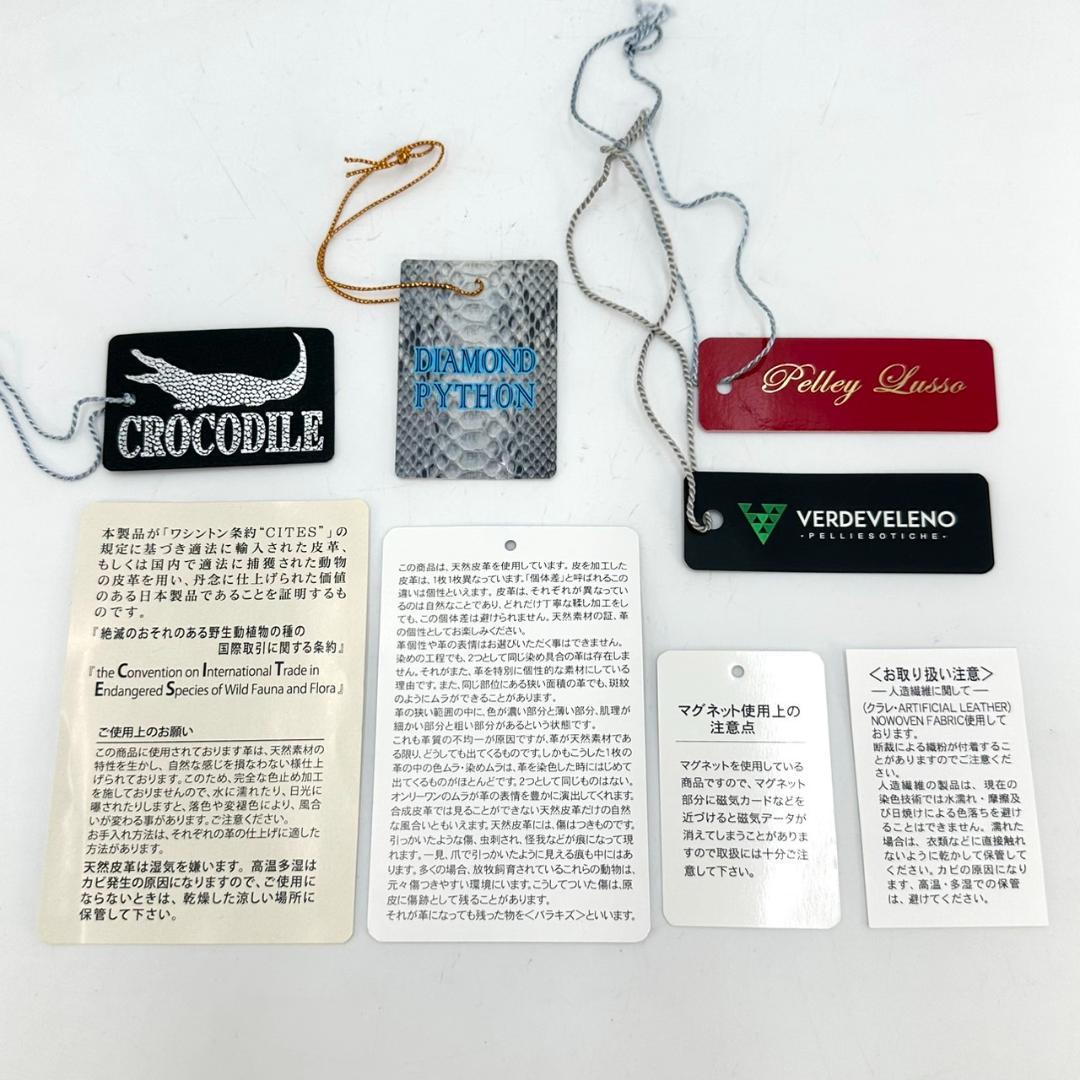 CROCODILE
DIAMOND
PYTHON
Pelley Lusso
VERDEVELENO
-PELLIESOTICHE-
本製品が「ワシントン条約“CITES”」の
規定に基づき適法に輸入された皮革、
もしくは国内で適法に捕獲された動物
の皮革を用い、丹念に仕上げられた価値
のある日本製品であることを証明するも
のです。
『絶滅のおそれのある野生動植物の種の
国際取引に関する条約』
『the Convention on International Trade in
Endangered Species of Wild Fauna and Flora』
ご使用上のお願い
この商品に使用されております革は、天然素材の
特性を生かし、自然な感じを損なわない様仕上
げられております。このため、完全な色止め加工
を施しておりませんので、水に濡れたり、日光に
曝されたりしますと、落色や変褪色により、風合
いが変わる事があります。ご注意ください。
お手入れ方法は、それぞれの革の仕上げに適した
方法があります。
天然皮革は湿気を嫌います。高温多湿は
カビ発生の原因になりますので、ご使用に
ならないときは、乾燥した涼しい場所に
保管して下さい。
この商品は、天然皮革を使用しています。皮を加工した
皮革は、1枚1枚異なっています。「個体差」と呼ばれるこの
違いは個性といえます。皮革は、それぞれが異なってい
るのは自然なことであり、どれだけ丁寧な鞣し加工をし
ても、この個体差は避けられません。天然素材の証、革
の個性としてお楽しみください。
革個性や革の表情はお選びいただく事はできません。
染めの工程でも、2つとして同じ染め具合の革は存在しま
せん。それがまた、革を特別に個性的な素材にしている
理由です。また、同じ部位にある狭い面積の革でも、斑紋
のようにムラができることがあります。
革の狭い範囲の中に、色が濃い部分と薄い部分、肌理が
細かい部分と粗い部分があるという状態です。
これも革質の不均一が原因ですが、革が天然素材であ
る限り、どうしても出てくるものです。しかもこうした1枚の
革の中の色ムラ・染めムラは、革を染色した時にはじめて
出てくるものがほとんどです。2つとして同じものはない。
オンリーワンのムラが革の表情を豊かに演出してくれます。
合成皮革では見ることができない天然皮革だけの自然
な風合いともいえます。天然皮革には、傷はつきものです。
引っかいたような傷、虫刺され、怪我などが痕になって現
れます。一見、爪で引っかいたように見える痕も中にはあ
ります。多くの場合、放牧飼育されているこれらの動物は、
元々傷つきやすい環境にいます。こうしてついた傷は、原
皮に傷跡として残ることがあります。
それが革になっても残った物を<バラキズ>といいます。
マグネット使用上の
注意点
マグネットを使用している
商品ですので、マグネット
部分に磁気カードなどを
近づけると磁気データが
消えてしまうことがありま
すので取扱には十分ご注
意して下さい。
<お取り扱い注意>
―人造繊維に関して―
(クラレ・ARTIFICIAL LEATHER)
NOWOVEN FABRIC使用して
おります。
断裁による繊粉が付着するこ
とがありますのでご注意くださ
い。
人造繊維の製品は、現在の
染色技術では水濡れ・摩擦及
び日焼けによる色落ちを避け
ることはできません。濡れた
場合は、衣類などに直接触れ
ないように乾かして保管して
ください。カビの原因になり
ます、高温・多湿での保管
は、避けてください。